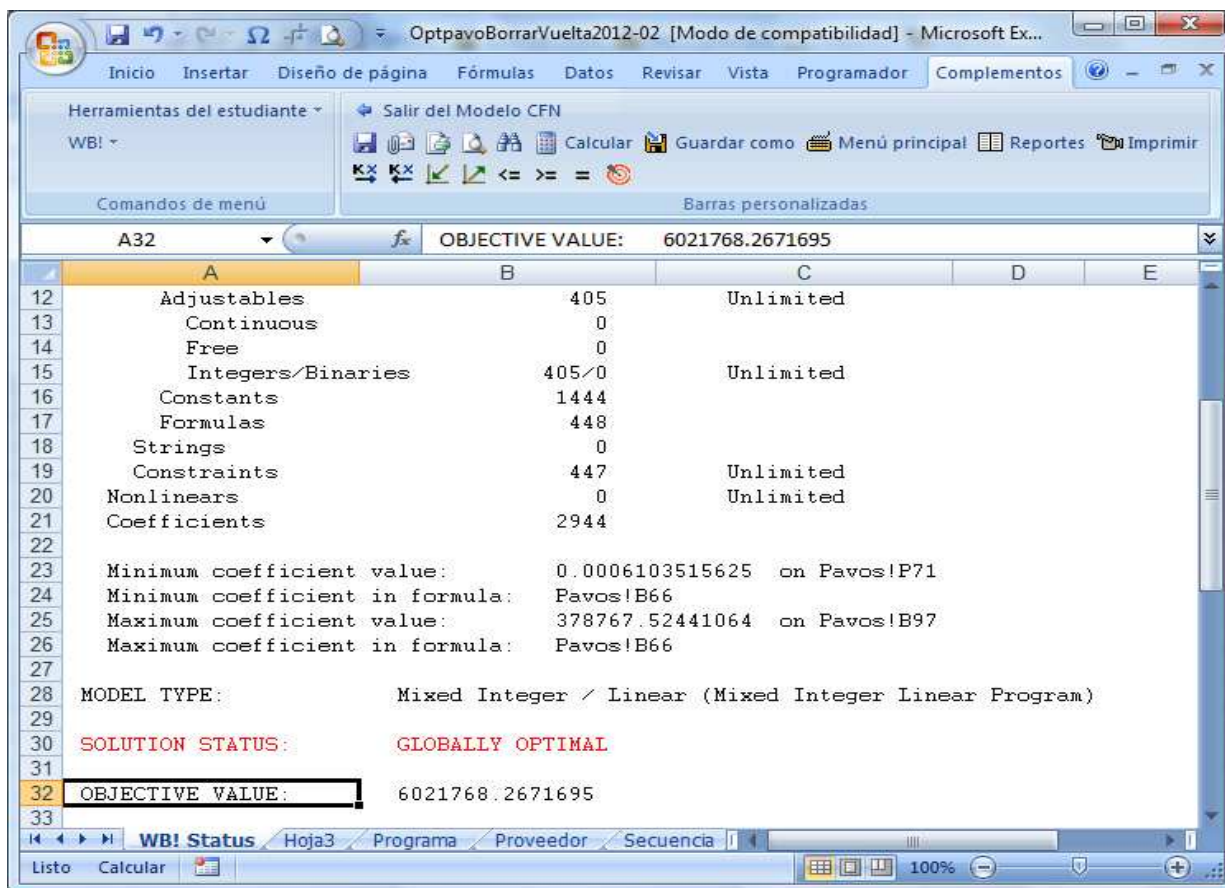 OptpavoBorrarVuelta2012-02 [Modo de compatibilidad] - Microsoft Ex...
Inicio Insertar Diseño de página Fórmulas Datos Revisar Vista Programador Complementos
Herramientas del estudiante
Salir del Modelo CFN
WB!
Calcular Guardar como Menú principal Reportes Imprimir
<= >= =
Comandos de menú
Barras personalizadas
A32 fx OBJECTIVE VALUE: 6021768.2671695
A B C D E
12 Adjustables 405 Unlimited
13 Continuous 0
14 Free 0
15 Integers/Binaries 405/0 Unlimited
16 Constants 1444
17 Formulas 448
18 Strings 0
19 Constraints 447 Unlimited
20 Nonlinears 0 Unlimited
21 Coefficients 2944
22
23 Minimum coefficient value: 0.0006103515625 on Pavos!P71
24 Minimum coefficient in formula: Pavos!B66
25 Maximum coefficient value: 378767.52441064 on Pavos!B97
26 Maximum coefficient in formula: Pavos!B66
27
28 MODEL TYPE: Mixed Integer / Linear (Mixed Integer Linear Program)
29
30 SOLUTION STATUS: GLOBALLY OPTIMAL
31
32 OBJECTIVE VALUE: 6021768.2671695
33
WB! Status Hoja3 Programa Proveedor Secuencia
Listo Calcular 100%